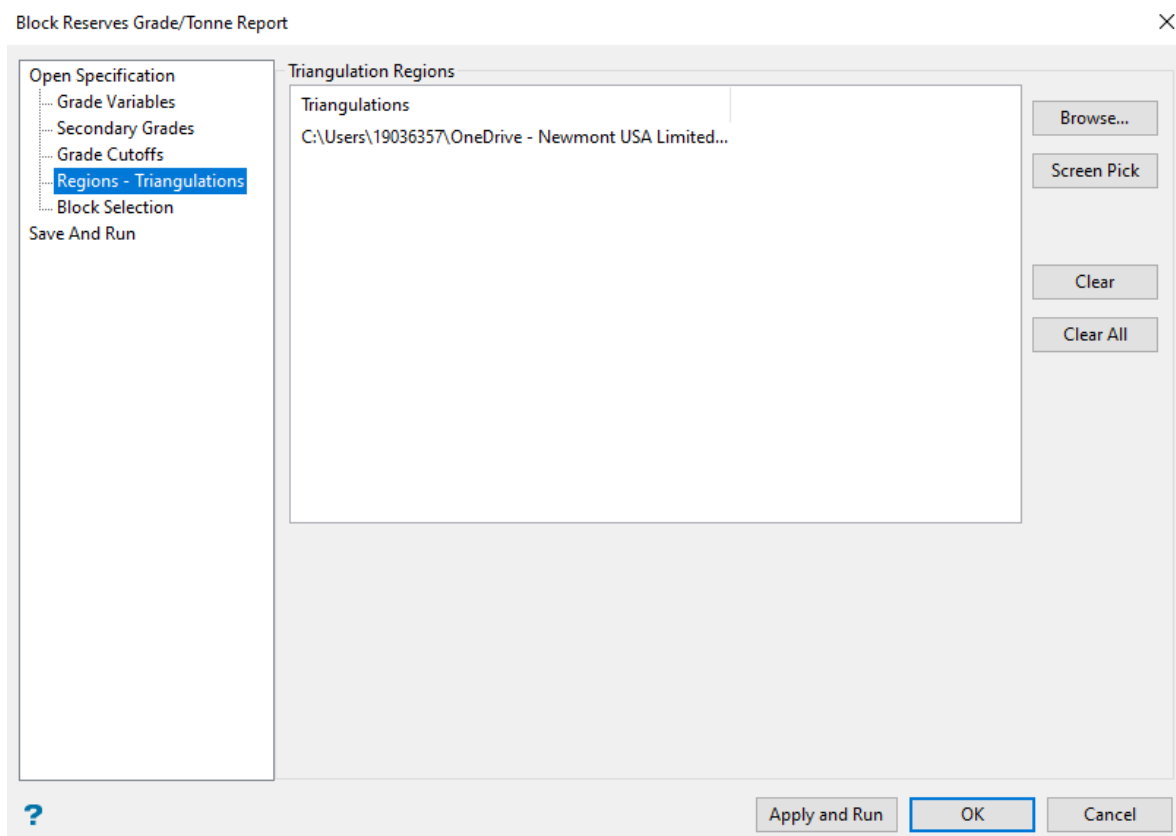 Block Reserves Grade/Tonne Report
Open Specification
Grade Variables
Secondary Grades
Grade Cutoffs
Regions - Triangulations
Block Selection
Save And Run
Triangulation Regions
Triangulations
C:\Users\19036357\OneDrive - Newmont USA Limited...
Browse...
Screen Pick
Clear
Clear All
?
Apply and Run
OK
Cancel